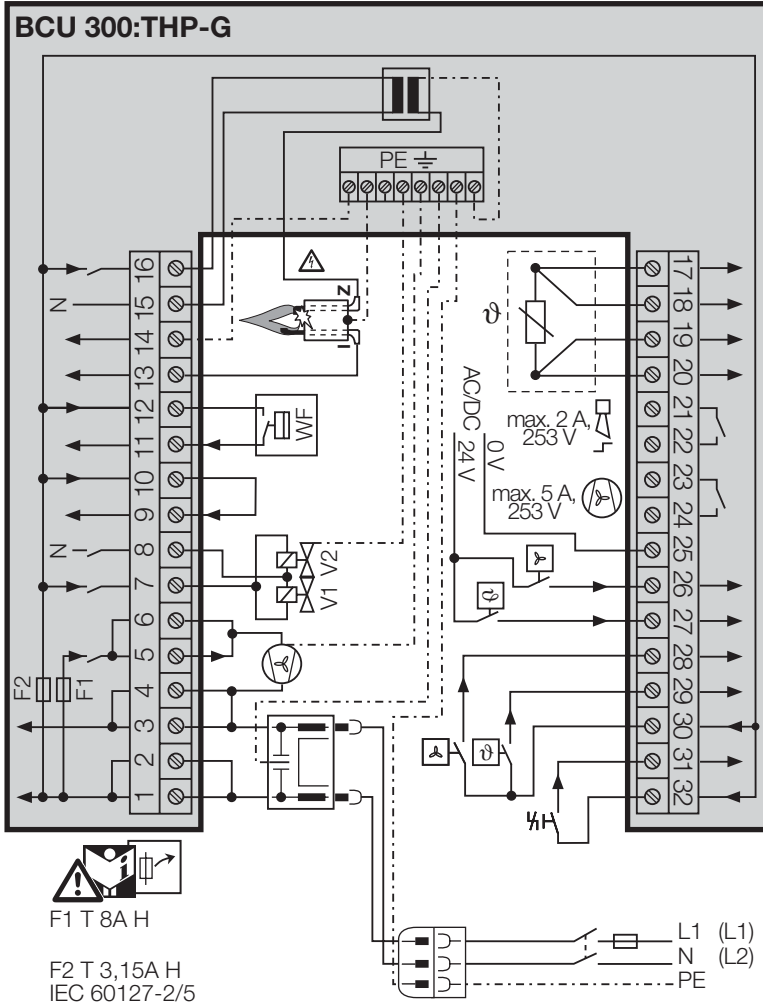 BCU 300:THP-G
PE
16
15
14
13
12
11
10
9
8
7
6
5
4
3
2
1
N
N
F2
F1
Z
I
WF
V2
V1
ϑ
AC/DC
24 V
0 V
max. 2 A,
253 V
max. 5 A,
253 V
ϑ
ϑ
17
18
19
20
21
22
23
24
25
26
27
28
29
30
31
32
i
F1 T 8A H
F2 T 3,15A H
IEC 60127-2/5
L1 (L1)
N (L2)
PE